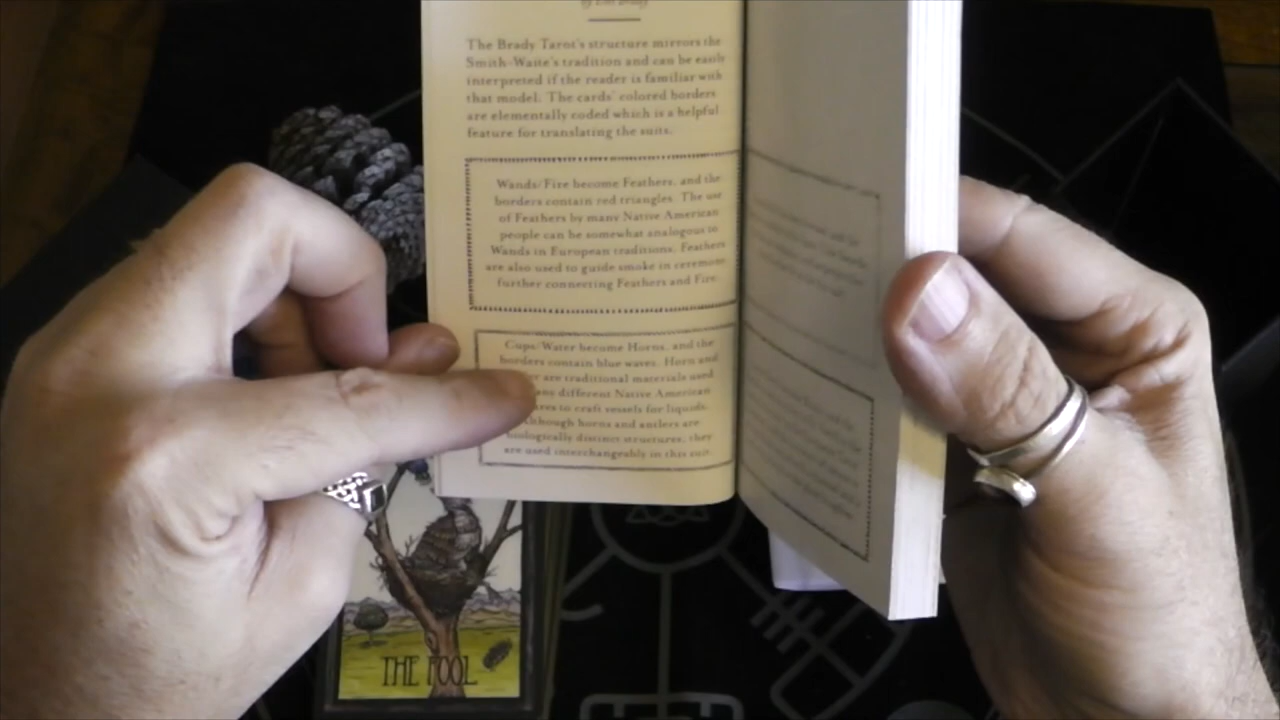 The Brady Tarot's structure mirrors the
Smith-Waite's tradition and can be easily
interpreted if the reader is familiar with
that model. The cards' colored borders
are elementally coded which is a helpful
feature for translating the suits.
Wands/Fire become Feathers, and the
borders contain red triangles. The use
of Feathers by many Native American
people can be somewhat analogous to
Wands in European traditions. Feathers
are also used to guide smoke in ceremony
further connecting Feathers and Fire.
Cups/Water become Horns, and the
borders contain blue waves. Horn and
are traditional materials used
different Native American
to craft vessels for liquids.
Although horns and antlers are
biologically distinct structures, they
are used interchangeably in this suit.
THE FOOL